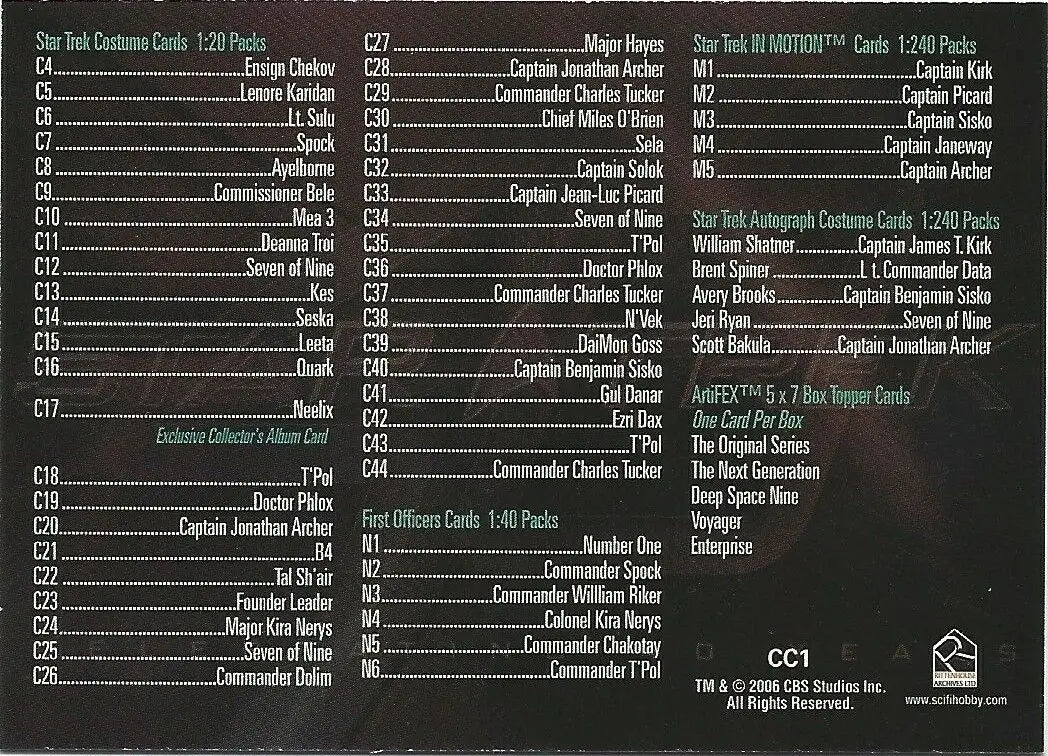 Star Trek Costume Cards 1:20 Packs
C4 Ensign Chekov
C5 Lenore Karidan
C6 Lt. Sulu
C7 Spock
C8 Ayelborne
C9 Commissioner Bele
C10 Mea 3
C11 Deanna Troi
C12 Seven of Nine
C13 Kes
C14 Seska
C15 Leeta
C16 Quark
C17 Neelix
Exclusive Collector's Album Card
C18 T'Pol
C19 Doctor Phlox
C20 Captain Jonathan Archer
C21 B4
C22 Tal Sh'air
C23 Founder Leader
C24 Major Kira Nerys
C25 Seven of Nine
C26 Commander Dolim
C27 Major Hayes
C28 Captain Jonathan Archer
C29 Commander Charles Tucker
C30 Chief Miles O'Brien
C31 Sela
C32 Captain Solok
C33 Captain Jean-Luc Picard
C34 Seven of Nine
C35 T'Pol
C36 Doctor Phlox
C37 Commander Charles Tucker
C38 N'Vek
C39 DaiMon Goss
C40 Captain Benjamin Sisko
C41 Gul Danar
C42 Ezri Dax
C43 T'Pol
C44 Commander Charles Tucker
First Officers Cards 1:40 Packs
N1 Number One
N2 Commander Spock
N3 Commander Willliam Riker
N4 Colonel Kira Nerys
N5 Commander Chakotay
N6 Commander T'Pol
Star Trek IN MOTION™ Cards 1:240 Packs
M1 Captain Kirk
M2 Captain Picard
M3 Captain Sisko
M4 Captain Janeway
M5 Captain Archer
Star Trek Autograph Costume Cards 1:240 Packs
William Shatner Captain James T. Kirk
Brent Spiner L t. Commander Data
Avery Brooks Captain Benjamin Sisko
Jeri Ryan Seven of Nine
Scott Bakula Captain Jonathan Archer
ArtiFEX™ 5 x 7 Box Topper Cards
One Card Per Box
The Original Series
The Next Generation
Deep Space Nine
Voyager
Enterprise
CC1
TM & © 2006 CBS Studios Inc.
All Rights Reserved.
RITTENHOUSE
ARCHIVES LTD
www.scifihobby.com